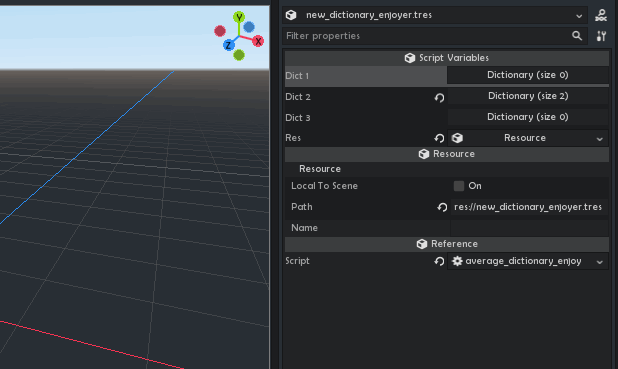 new_dictionary_enjoyer.tres
Filter properties
Script Variables
Dict 1 Dictionary (size 0)
Dict 2 Dictionary (size 2)
Dict 3 Dictionary (size 0)
Res Resource
Resource
Resource
Local To Scene On
Path res://new_dictionary_enjoyer.tres
Name
Reference
Script average_dictionary_enjoy
Y
X
Z